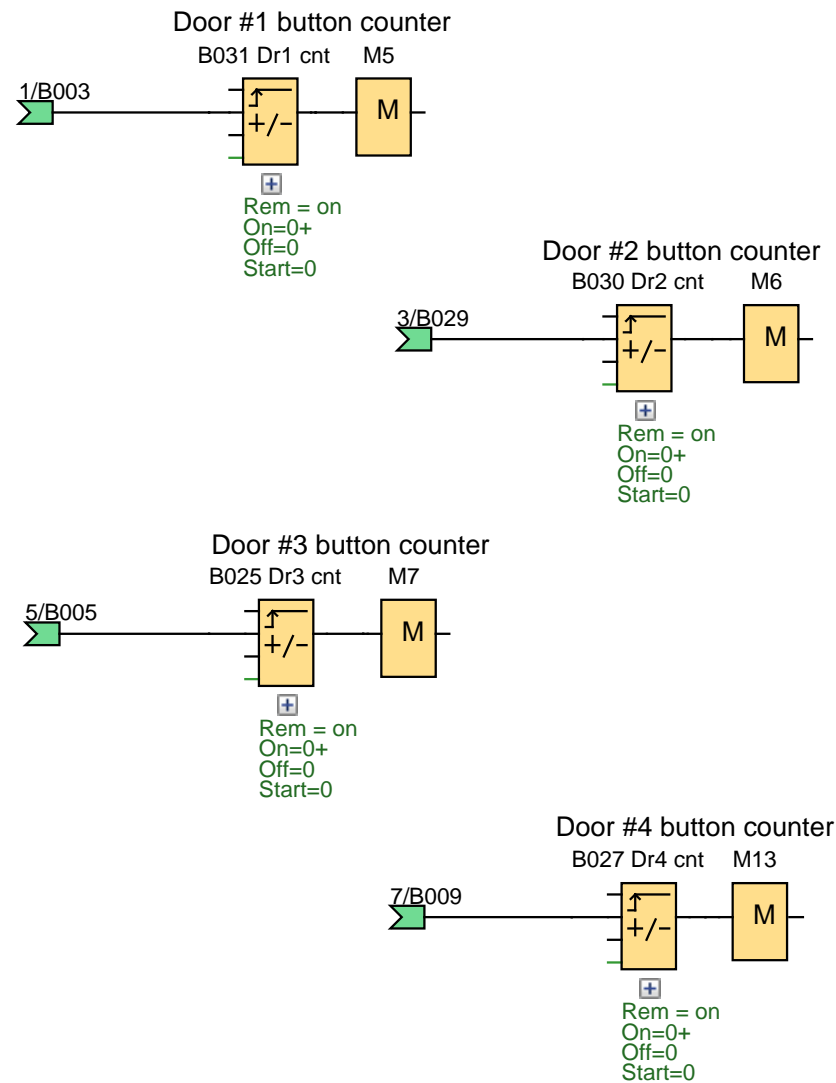 Door #1 button counter
B031 Dr1 cnt M5
1/B003
M
+/-
Rem = on
On=0+
Off=0
Start=0
Door #2 button counter
B030 Dr2 cnt M6
3/B029
M
+/-
Rem = on
On=0+
Off=0
Start=0
Door #3 button counter
B025 Dr3 cnt M7
5/B005
M
+/-
Rem = on
On=0+
Off=0
Start=0
Door #4 button counter
B027 Dr4 cnt M13
7/B009
M
+/-
Rem = on
On=0+
Off=0
Start=0